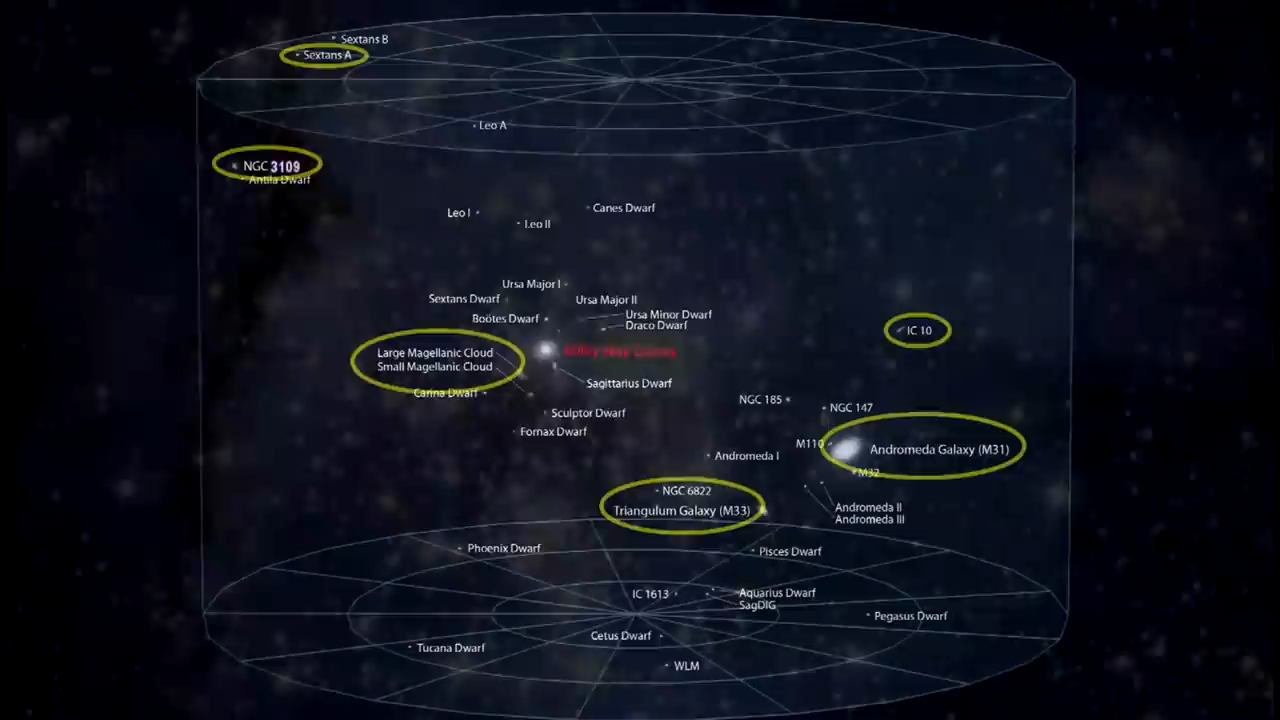 Sextans B
Sextans A
Leo A
NGC 3109
Antila Dwarf
Leo I
Canes Dwarf
Leo II
Ursa Major I
Sextans Dwarf
Ursa Major II
Boötes Dwarf
Ursa Minor Dwarf
Draco Dwarf
IC 10
Large Magellanic Cloud
Milky Way Galaxy
Small Magellanic Cloud
Sagittarius Dwarf
Carina Dwarf
NGC 185
NGC 147
Sculptor Dwarf
Fornax Dwarf
M110
Andromeda Galaxy (M31)
Andromeda I
M32
NGC 6822
Triangulum Galaxy (M33)
Andromeda II
Andromeda III
Phoenix Dwarf
Pisces Dwarf
IC 1613
Aquarius Dwarf
SagDIG
Pegasus Dwarf
Cetus Dwarf
Tucana Dwarf
WLM